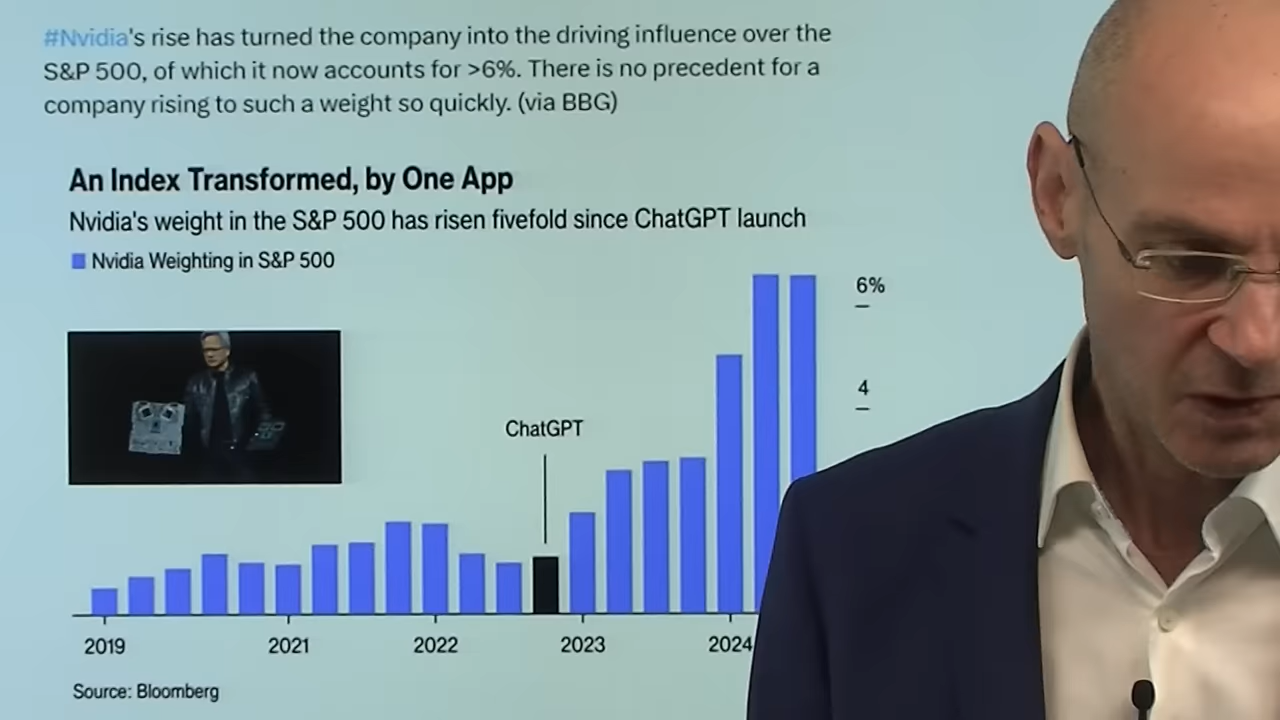 #Nvidia's rise has turned the company into the driving influence over the
S&P 500, of which it now accounts for >6%. There is no precedent for a
company rising to such a weight so quickly. (via BBG)
An Index Transformed, by One App
Nvidia's weight in the S&P 500 has risen fivefold since ChatGPT launch
Nvidia Weighting in S&P 500
6%
4
ChatGPT
2019
2021
2022
2023
2024
Source: Bloomberg